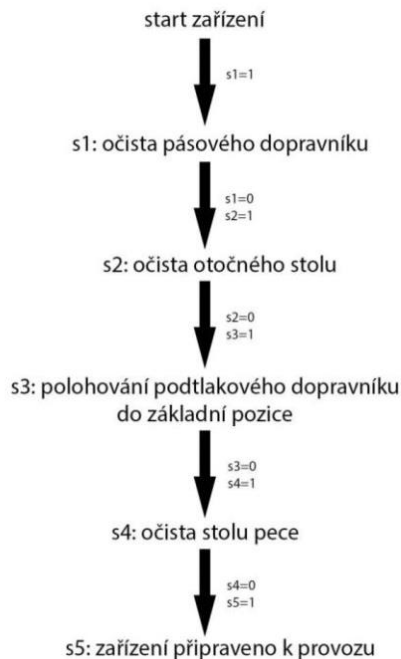 start zařízení
s1=1
s1: očista pásového dopravníku
s1=0
s2=1
s2: očista otočného stolu
s2=0
s3=1
s3: polohování podtlakového dopravníku
do základní pozice
s3=0
s4=1
s4: očista stolu pece
s4=0
s5=1
s5: zařízení připraveno k provozu